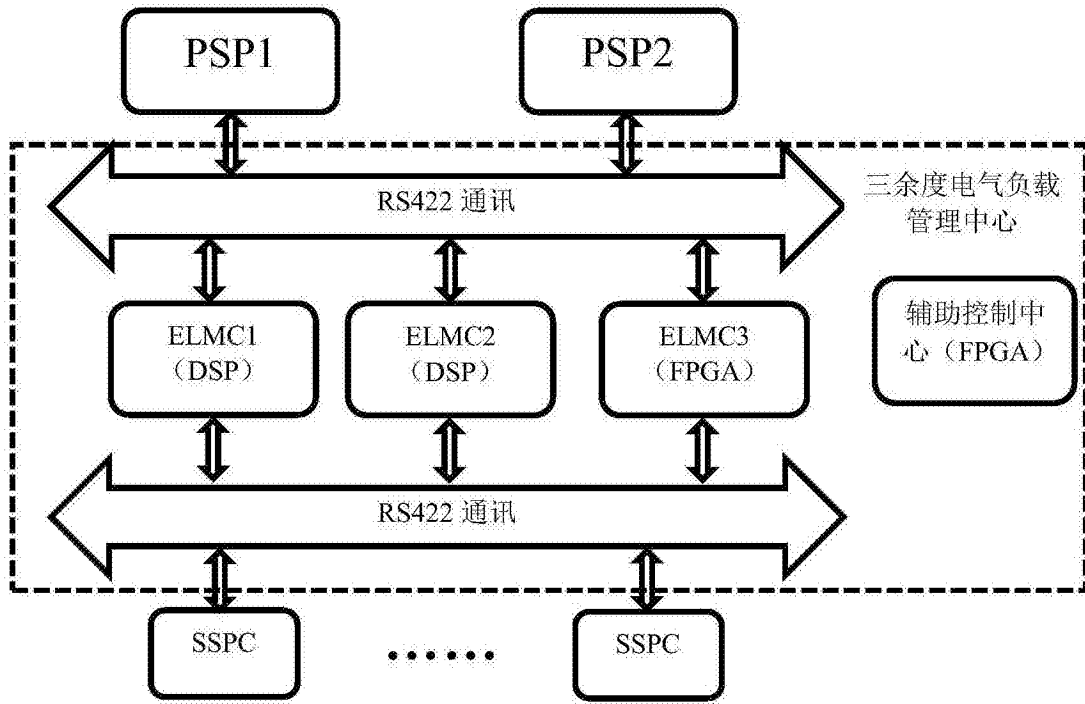 PSP1
PSP2
RS422 通讯
三余度电气负载
管理中心
ELMC1
（DSP）
ELMC2
（DSP）
ELMC3
（FPGA）
辅助控制中
心（FPGA）
RS422 通讯
SSPC
······
SSPC